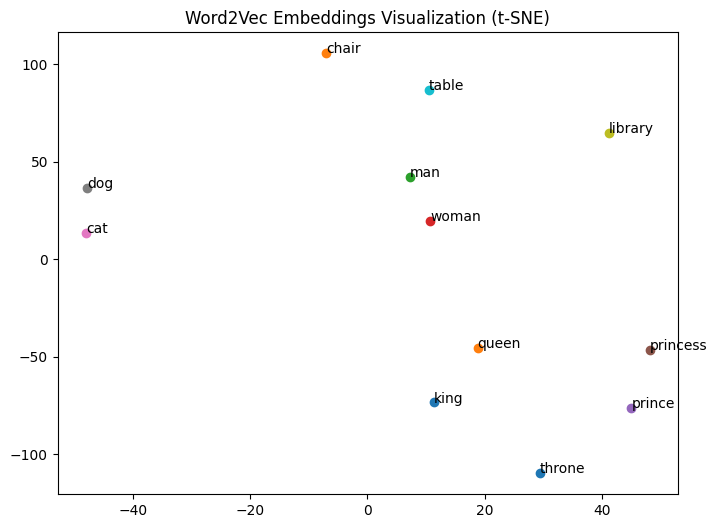 Word2Vec Embeddings Visualization (t-SNE)
chair
100
table
library
50
man
dog
woman
cat
0
queen
princess
−50
king
prince
−100
throne
−40 −20 0 20 40